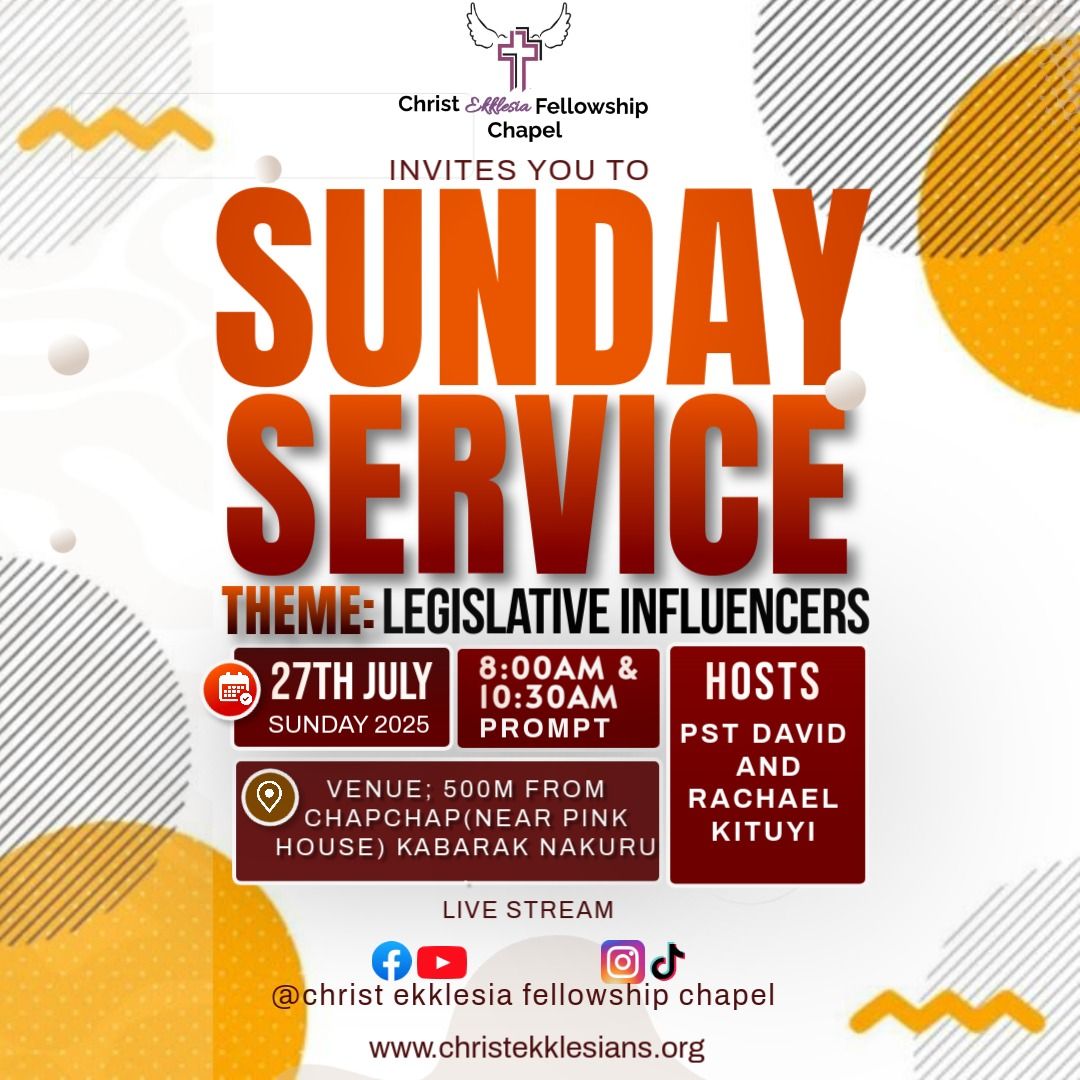 Christ Ekklesia Fellowship
Chapel
INVITES YOU TO
SUNDAY
SERVICE
THEME: LEGISLATIVE INFLUENCERS
27TH JULY
SUNDAY 2025
8:00AM &
10:30AM
PROMPT
HOSTS
PST DAVID
AND
RACHAEL
KITUYI
VENUE; 500M FROM
CHAPCHAP(NEAR PINK
HOUSE) KABARAK NAKURU
LIVE STREAM
@christ ekklesia fellowship chapel
www.christekklesians.org